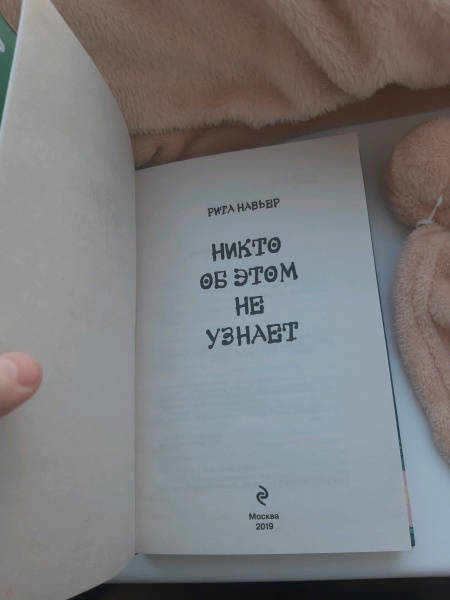 РИТА НАВЬЕР
НИКТО
ОБ ЭТОМ
НЕ
УЗНАЕТ
Москва
2019